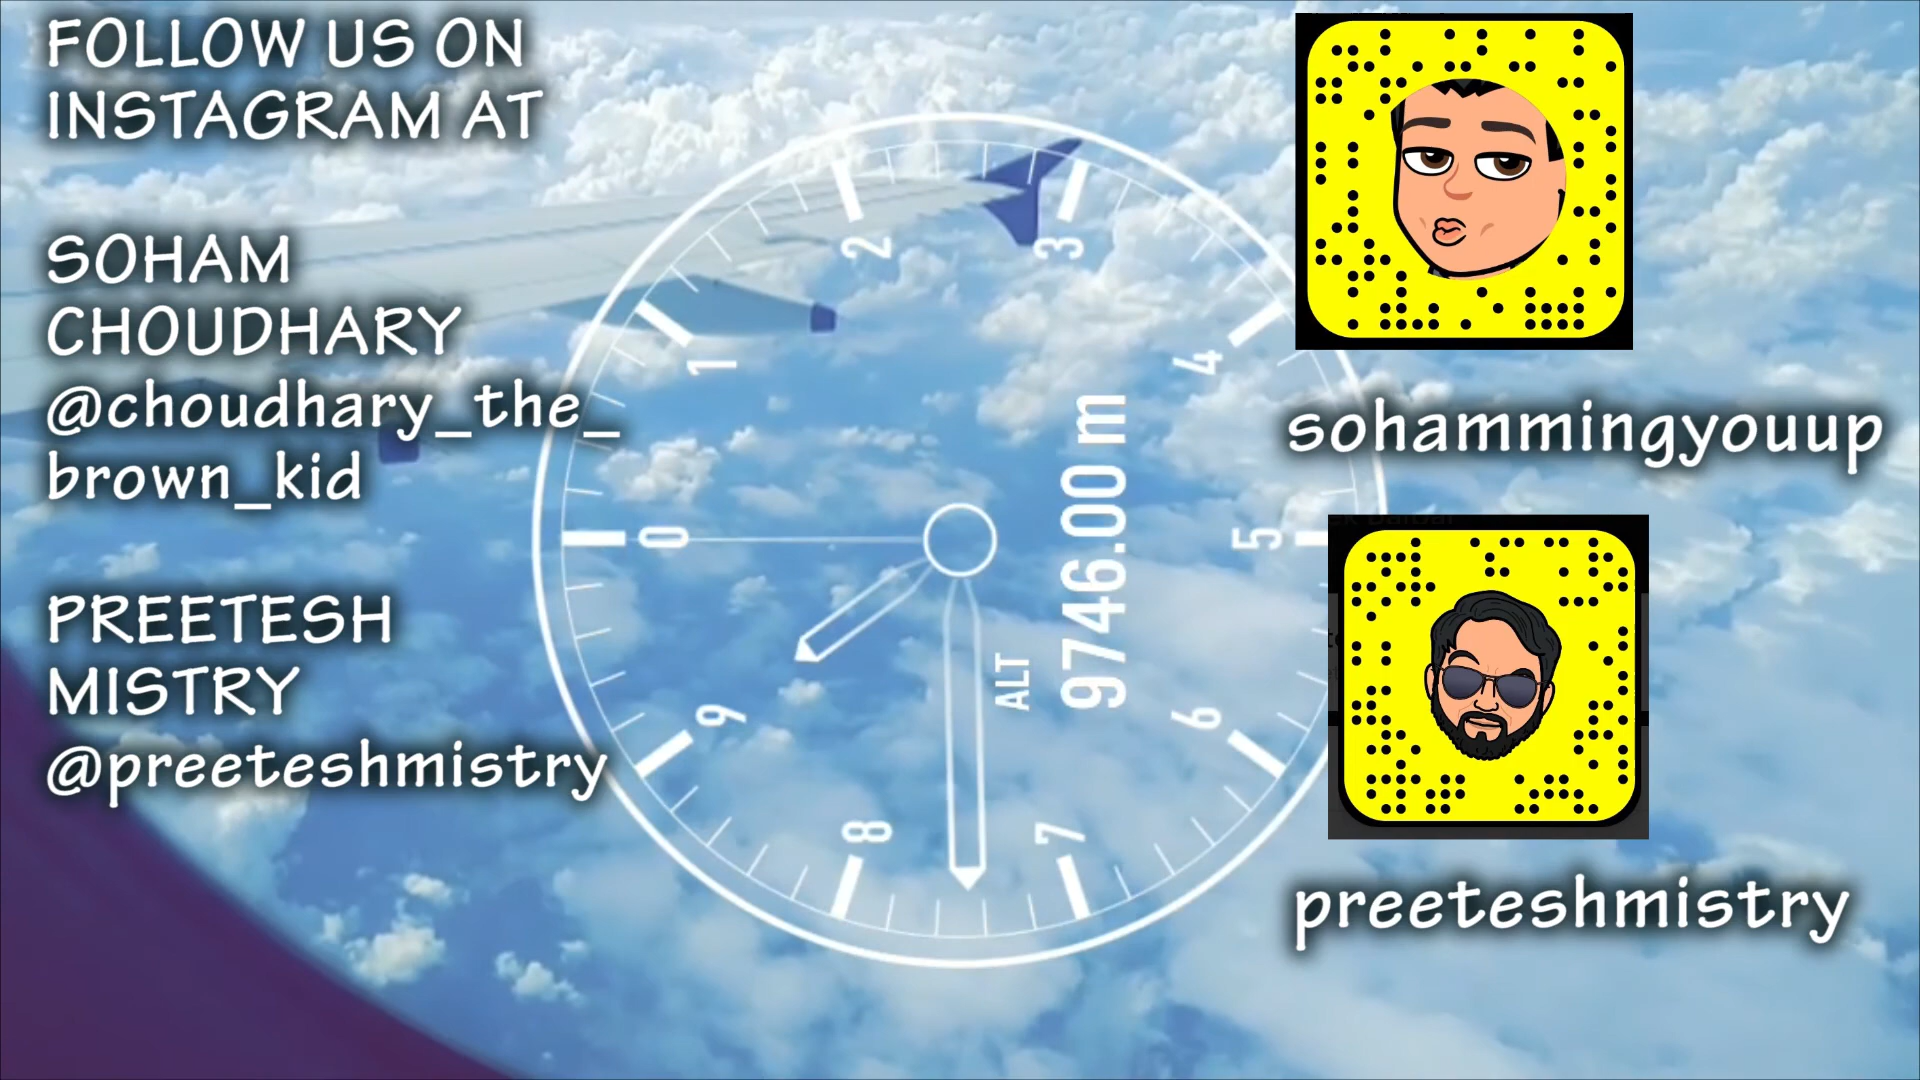 FOLLOW US ON
INSTAGRAM AT
SOHAM
CHOUDHARY
@choudhary_the_
brown_kid
PREETESH
MISTRY
@preeteshmistry
sohammingyouup
preeteshmistry
0
1
2
3
4
5
6
7
8
9
ALT
9746.00 m